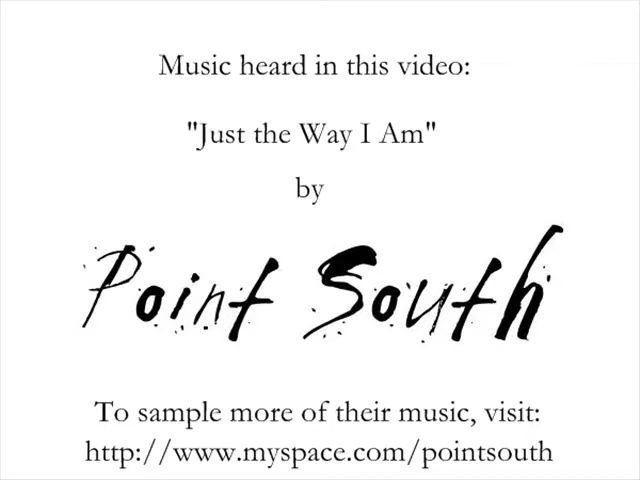 Music heard in this video:
"Just the Way I Am"
by
Point South
To sample more of their music, visit:
http://www.myspace.com/pointsouth